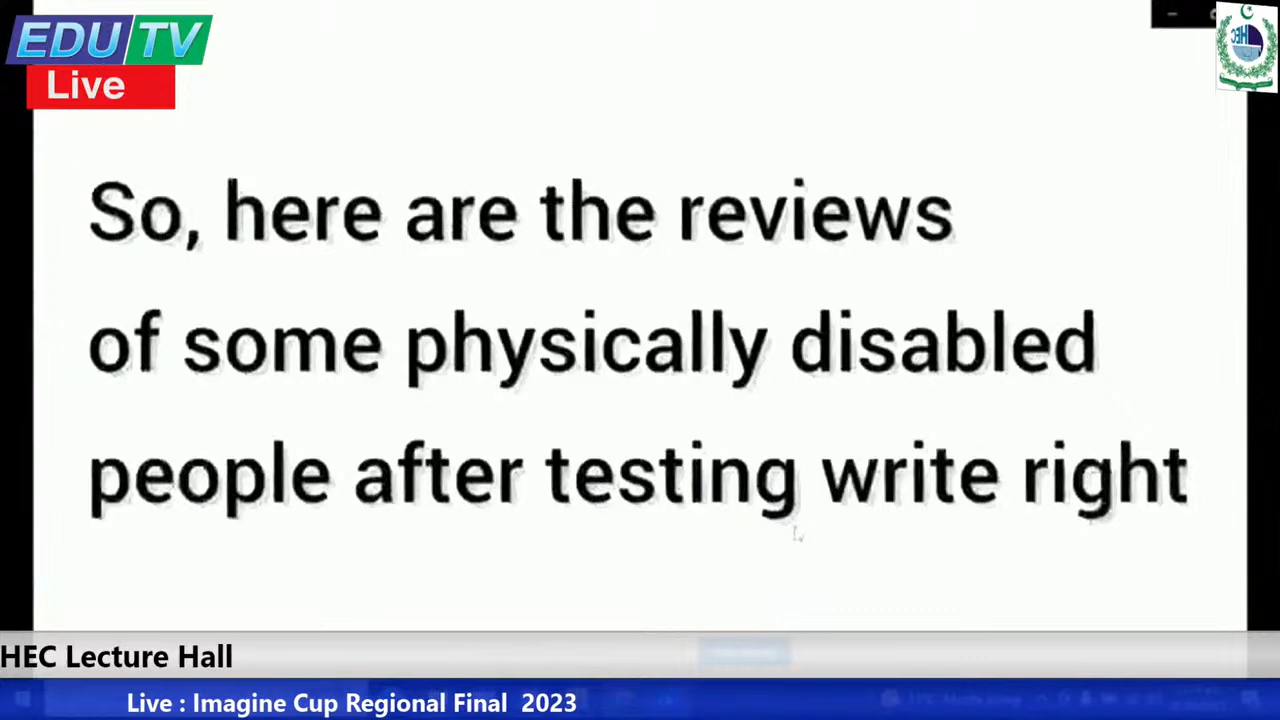 EDU TV
Live
HEC
So, here are the reviews
of some physically disabled
people after testing write right
HEC Lecture Hall
Live : Imagine Cup Regional Final 2023